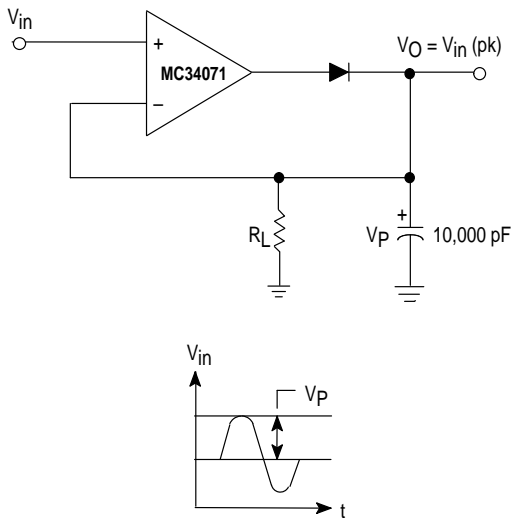 Vin
VO = Vin (pk)
+
MC34071
−
RL
+
VP
10,000 pF
Vin
VP
t